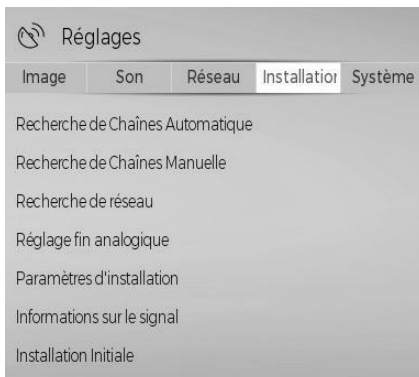 Réglages
Image Son Réseau Installation Système
Recherche de Chaînes Automatique
Recherche de Chaînes Manuelle
Recherche de réseau
Réglage fin analogique
Paramètres d'installation
Informations sur le signal
Installation Initiale